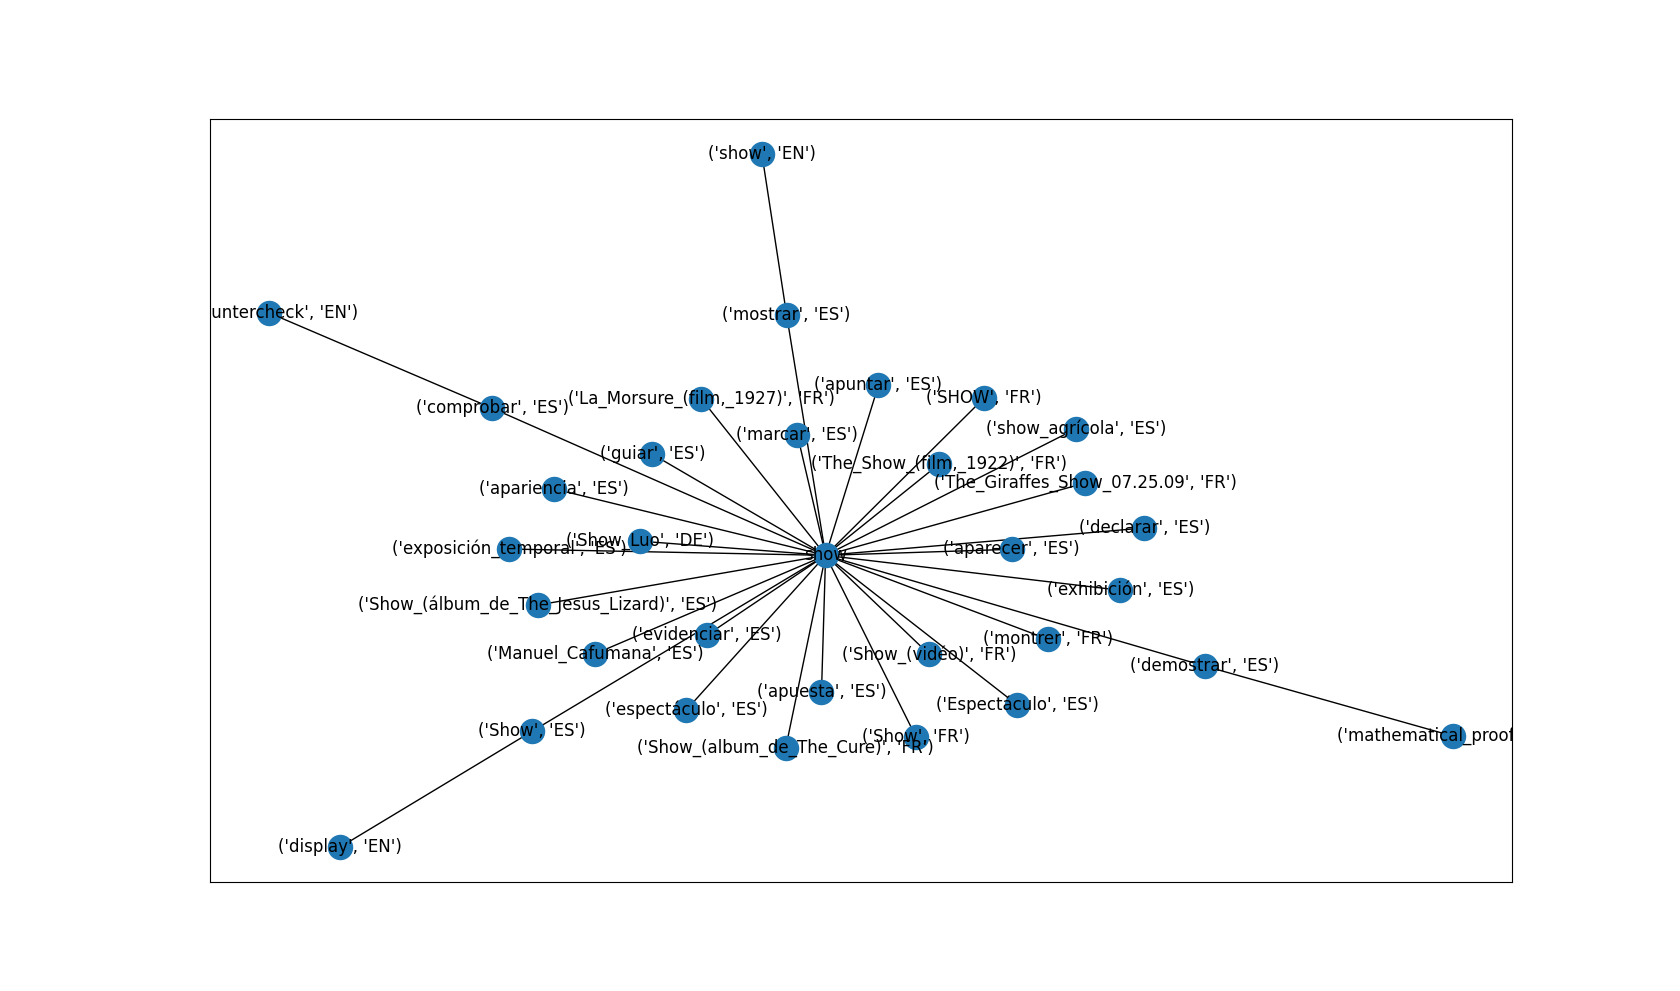 ('show', 'EN')
untercheck', 'EN')
('mostrar', 'ES')
('apuntar', 'ES')
('La_Morsure_(film,_1927)', 'FR')
('SHOW', 'FR')
('comprobar', 'ES')
('show_agrícola', 'ES')
('marcar', 'ES')
('guiar', 'ES')
('The_Show_(film,_1922)', 'FR')
('The_Giraffes_Show_07.25.09', 'FR')
('apariencia', 'ES')
('declarar', 'ES')
('Show_Luo', 'DE')
('exposición_temporal', 'ES')
('aparecer', 'ES')
show
('exhibición', 'ES')
('Show_(álbum_de_The_Jesus_Lizard)', 'ES')
('evidenciar', 'ES')
('montrer', 'FR')
('Manuel_Cafumana', 'ES')
('Show_(vidéo)', 'FR')
('demostrar', 'ES')
('apuesta', 'ES')
('espectáculo', 'ES')
('Espectáculo', 'ES')
('Show', 'ES')
('Show', 'FR')
('mathematical_proof
('Show_(album_de_The_Cure)', 'FR')
('display', 'EN')